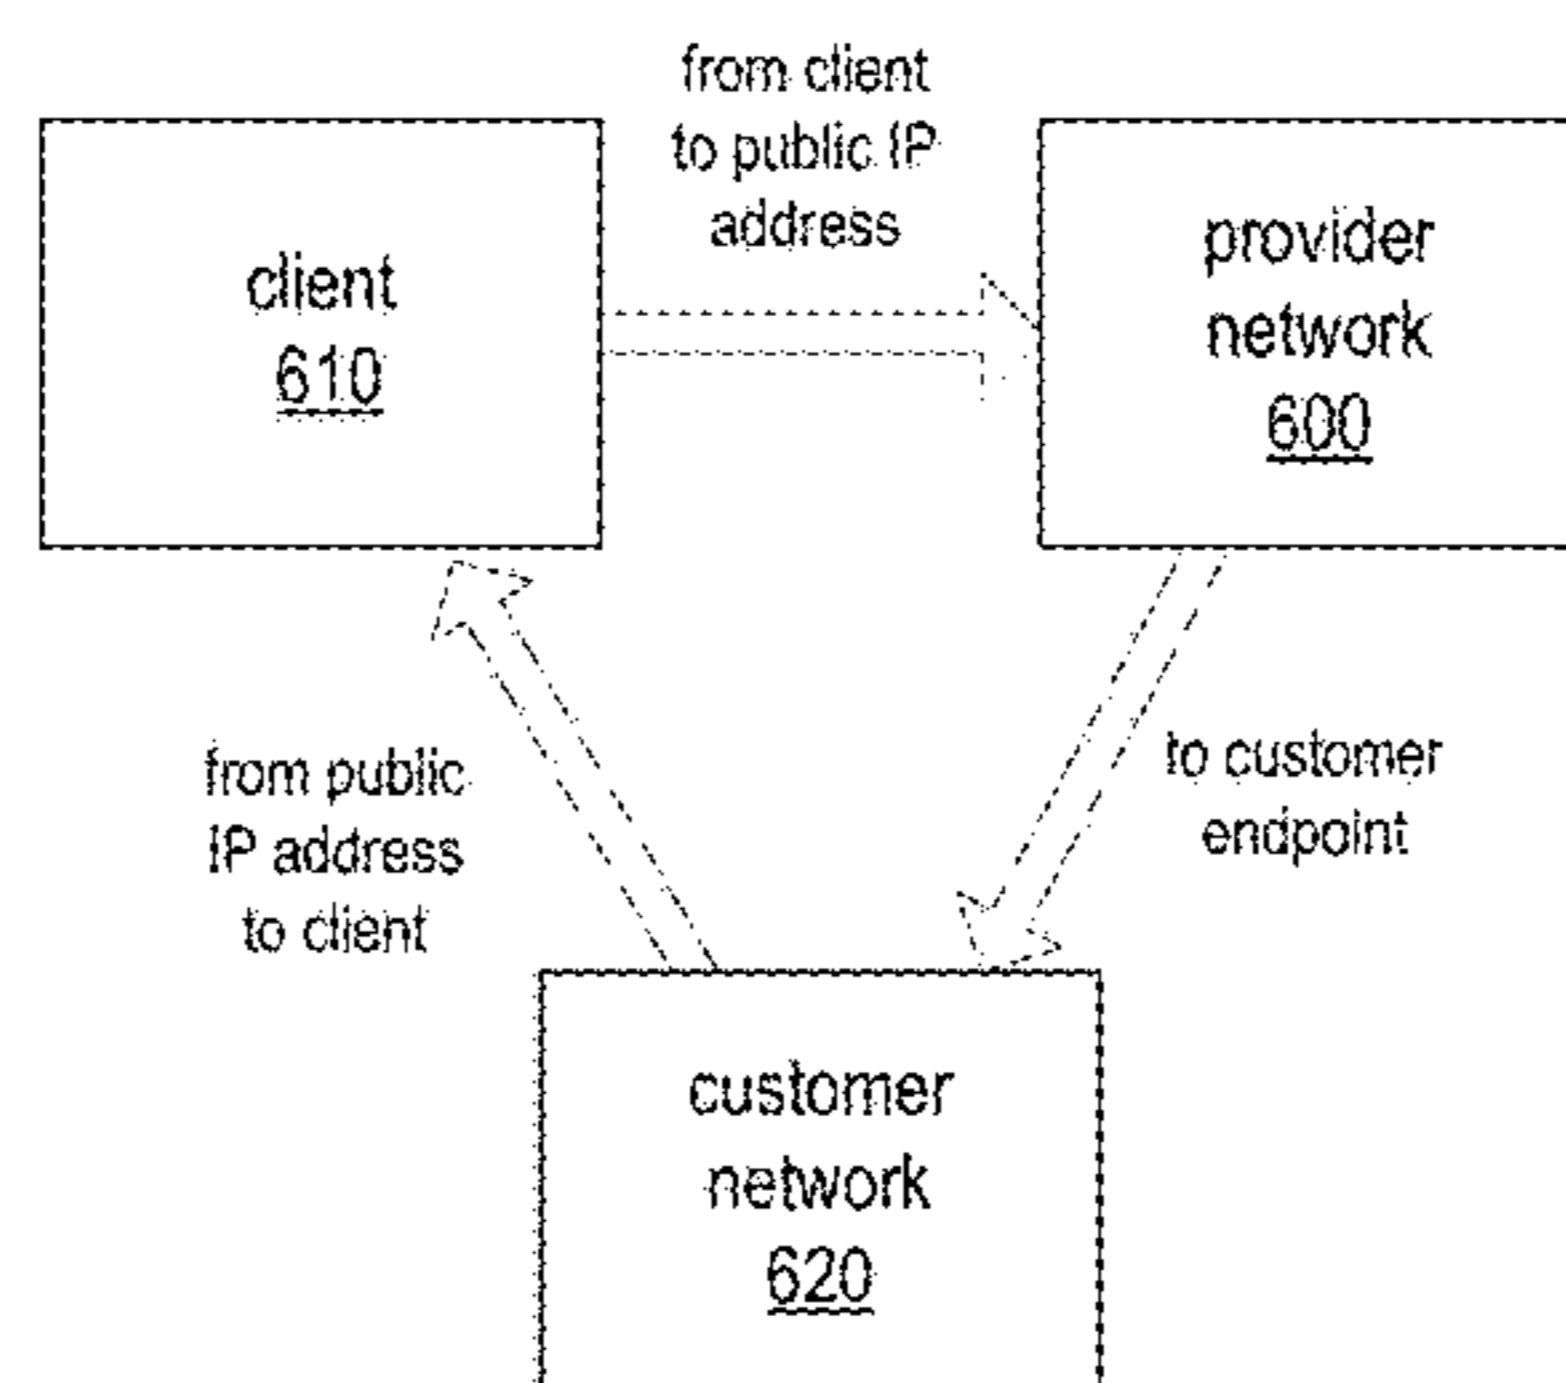 from client
to public IP
address
client
610
provider
network
600
from public
IP address
to client
to customer
endpoint
customer
network
620